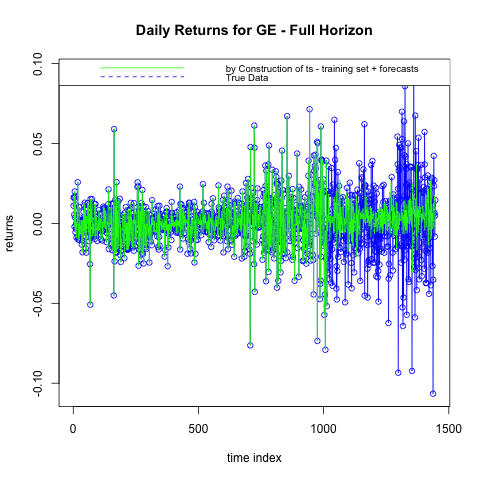 Daily Returns for GE - Full Horizon
by Construction of ts - training set + forecasts
True Data
returns
0.10
0.05
0.00
-0.05
-0.10
0
500
1000
1500
time index